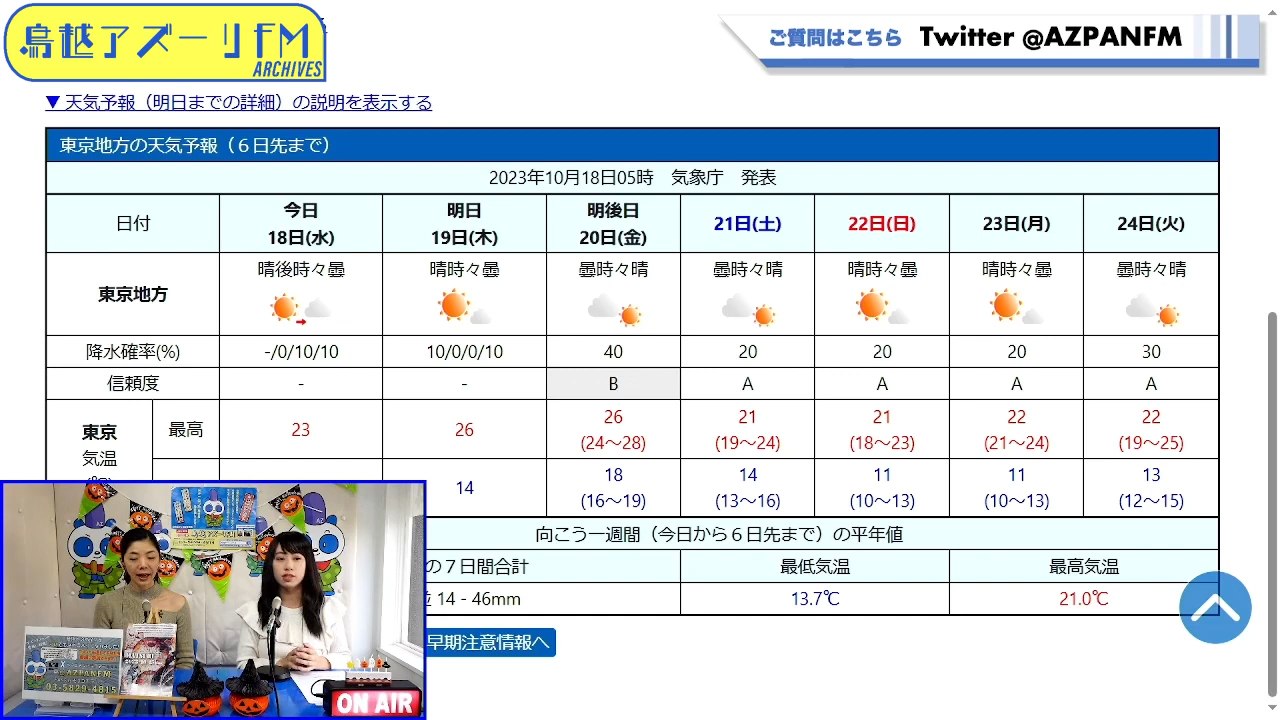 鳥越アズーリFM
ARCHIVES
ご質問はこちら Twitter @AZPANFM
▼ 天気予報（明日までの詳細）の説明を表示する
東京地方の天気予報（６日先まで）
2023年10月18日05時　気象庁　発表
日付 今日 18日(水) 明日 19日(木) 明後日 20日(金) 21日(土) 22日(日) 23日(月) 24日(火)
東京地方 晴後時々曇 晴時々曇 曇時々晴 曇時々晴 晴時々曇 晴時々曇 曇時々晴
降水確率(%) -/0/10/10 10/0/0/10 40 20 20 20 30
信頼度 - - B A A A A
東京 気温
最高 23 26 26 (24～28) 21 (19～24) 21 (18～23) 22 (21～24) 22 (19～25)
14 18 (16～19) 14 (13～16) 11 (10～13) 11 (10～13) 13 (12～15)
向こう一週間（今日から６日先まで）の平年値
の７日間合計 最低気温 最高気温
14 - 46mm 13.7℃ 21.0℃
早期注意情報へ
AZPANFM
03-5829-4815
ON AIR